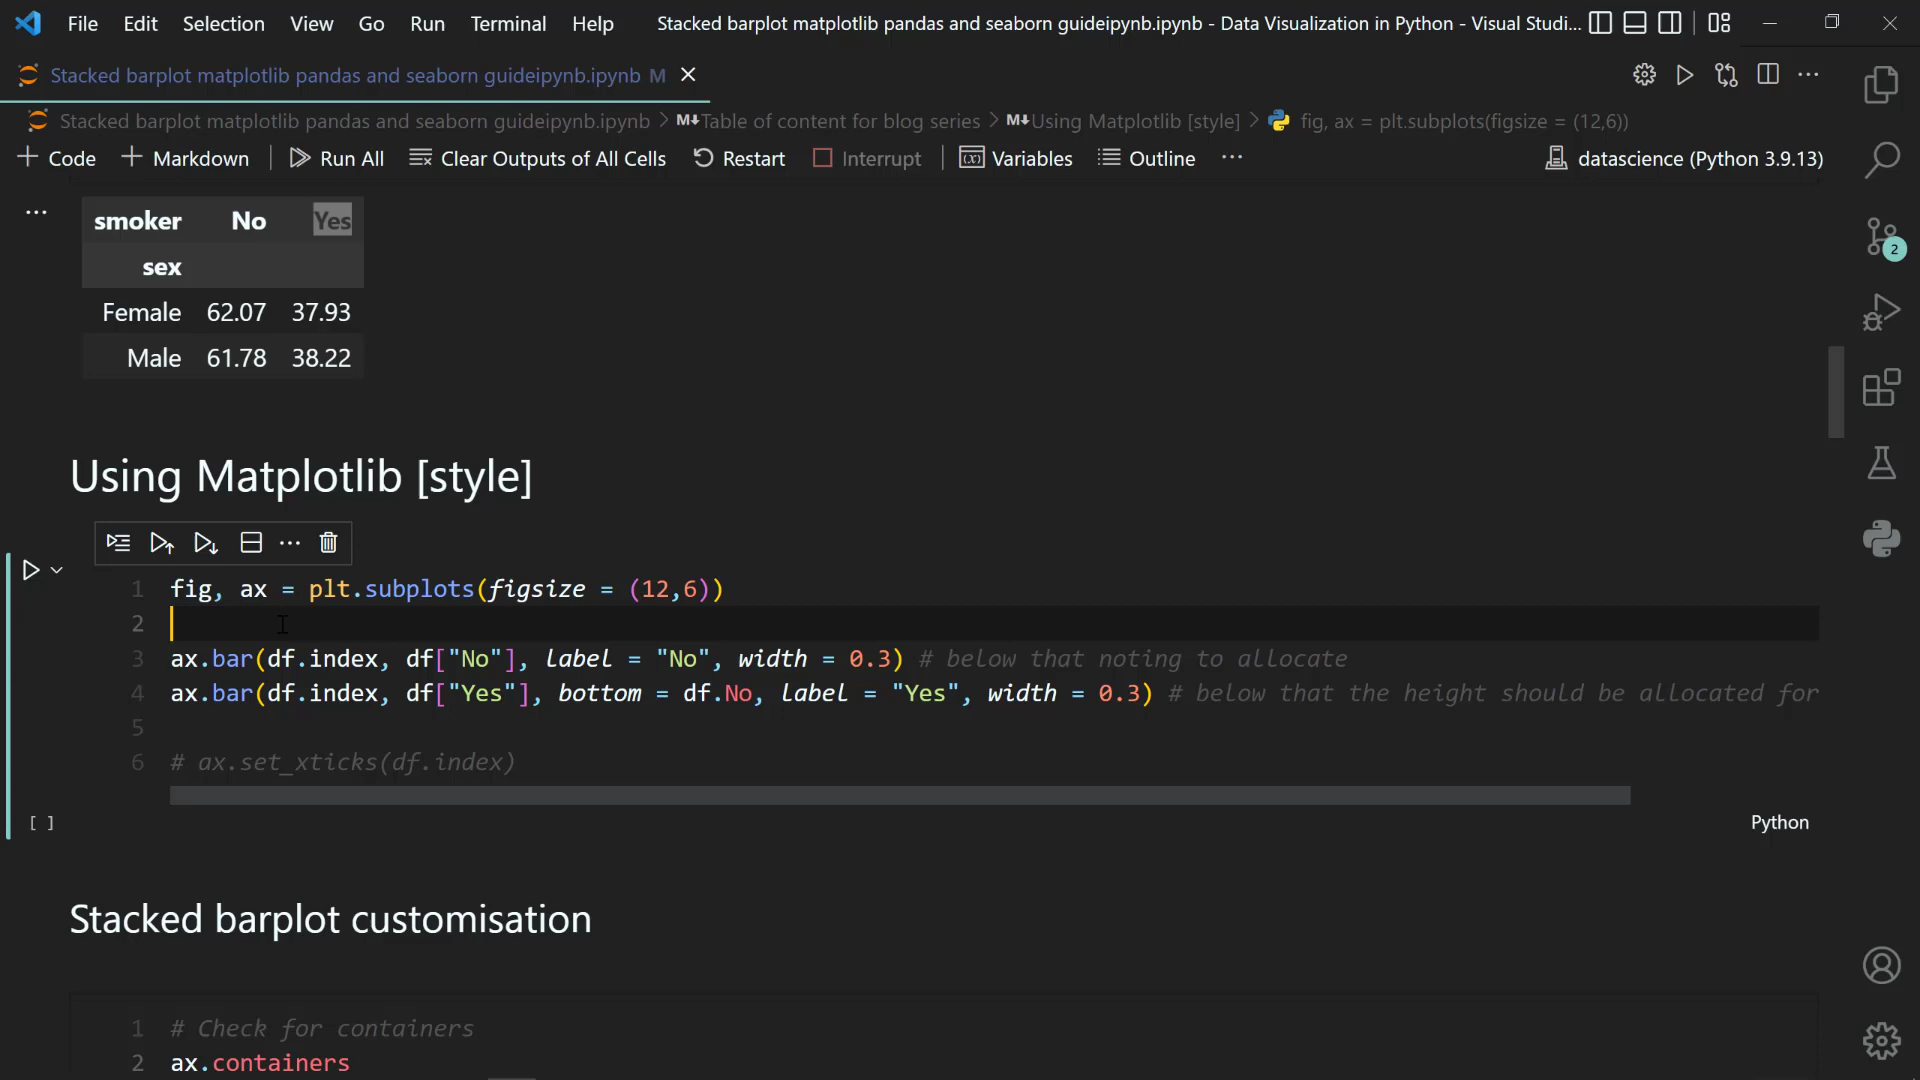 File Edit Selection View Go Run Terminal Help Stacked barplot matplotlib pandas and seaborn guideipynb.ipynb - Data Visualization in Python - Visual Studi...
Stacked barplot matplotlib pandas and seaborn guideipynb.ipynb M
Stacked barplot matplotlib pandas and seaborn guideipynb.ipynb > M↓Table of content for blog series > M↓Using Matplotlib [style] > fig, ax = plt.subplots(figsize = (12,6))
+ Code + Markdown Run All Clear Outputs of All Cells Restart Interrupt Variables Outline ... datascience (Python 3.9.13)
smoker No Yes
sex
Female 62.07 37.93
Male 61.78 38.22
2
Using Matplotlib [style]
1 fig, ax = plt.subplots(figsize = (12,6))
2
3 ax.bar(df.index, df["No"], label = "No", width = 0.3) # below that noting to allocate
4 ax.bar(df.index, df["Yes"], bottom = df.No, label = "Yes", width = 0.3) # below that the height should be allocated for
5
6 # ax.set_xticks(df.index)
[ ] Python
Stacked barplot customisation
1 # Check for containers
2 ax.containers